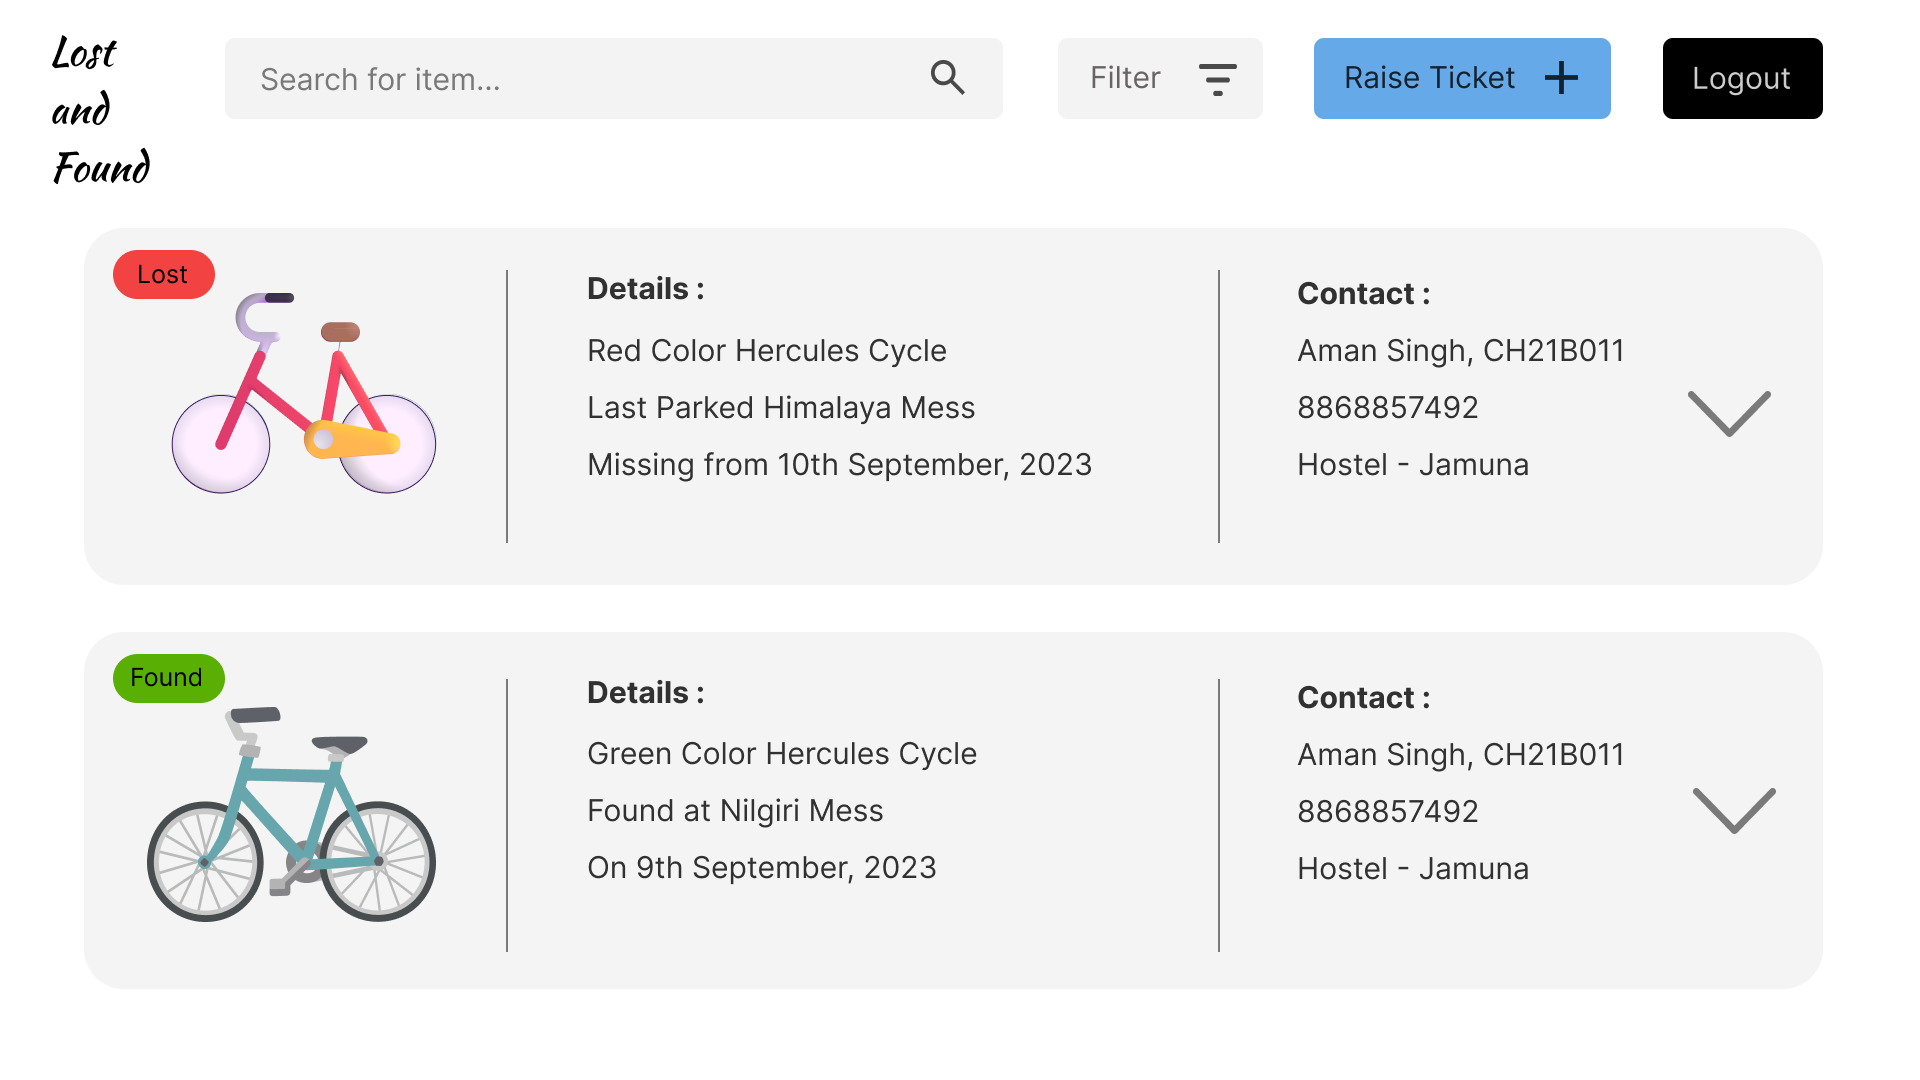 Lost
and
Found
Search for item...
Filter
Raise Ticket
Logout
Lost
Details :
Red Color Hercules Cycle
Last Parked Himalaya Mess
Missing from 10th September, 2023
Contact :
Aman Singh, CH21B011
8868857492
Hostel - Jamuna
Found
Details :
Green Color Hercules Cycle
Found at Nilgiri Mess
On 9th September, 2023
Contact :
Aman Singh, CH21B011
8868857492
Hostel - Jamuna